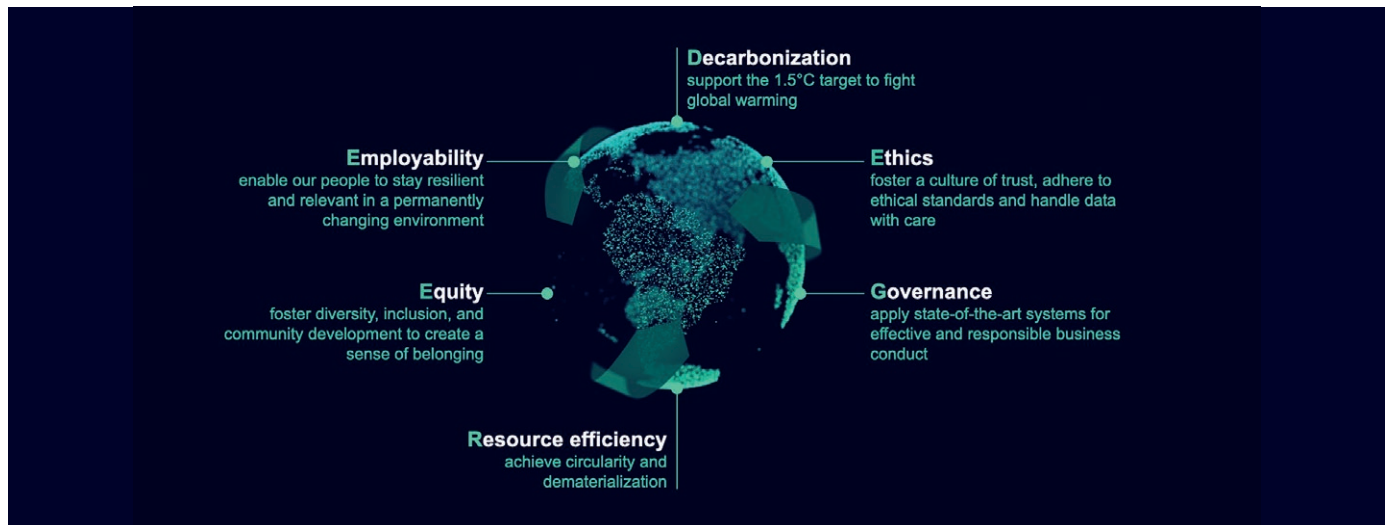 Decarbonization
support the 1.5°C target to fight
global warming
Ethics
foster a culture of trust, adhere to
ethical standards and handle data
with care
Governance
apply state-of-the-art systems for
effective and responsible business
conduct
Resource efficiency
achieve circularity and
dematerialization
Equity
foster diversity, inclusion, and
community development to create a
sense of belonging
Employability
enable our people to stay resilient
and relevant in a permanently
changing environment